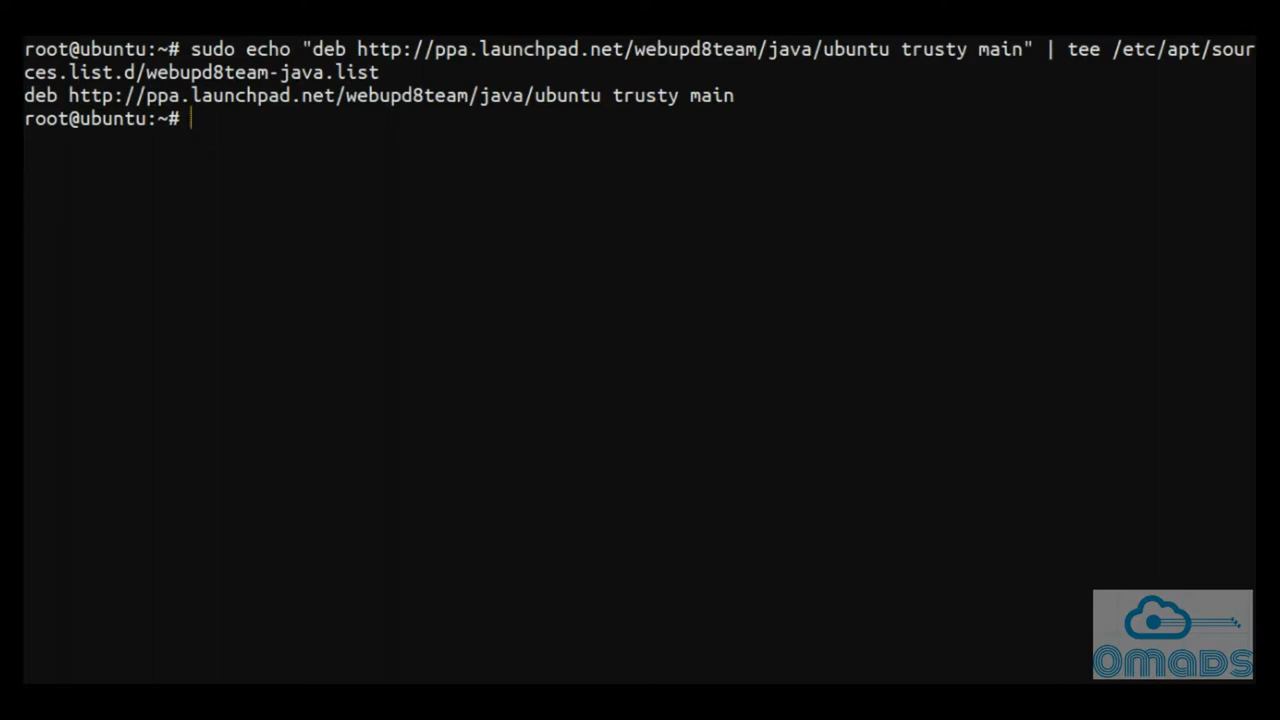 root@ubuntu:~# sudo echo "deb http://ppa.launchpad.net/webupd8team/java/ubuntu trusty main" | tee /etc/apt/sour
ces.list.d/webupd8team-java.list
deb http://ppa.launchpad.net/webupd8team/java/ubuntu trusty main
root@ubuntu:~#
Omads